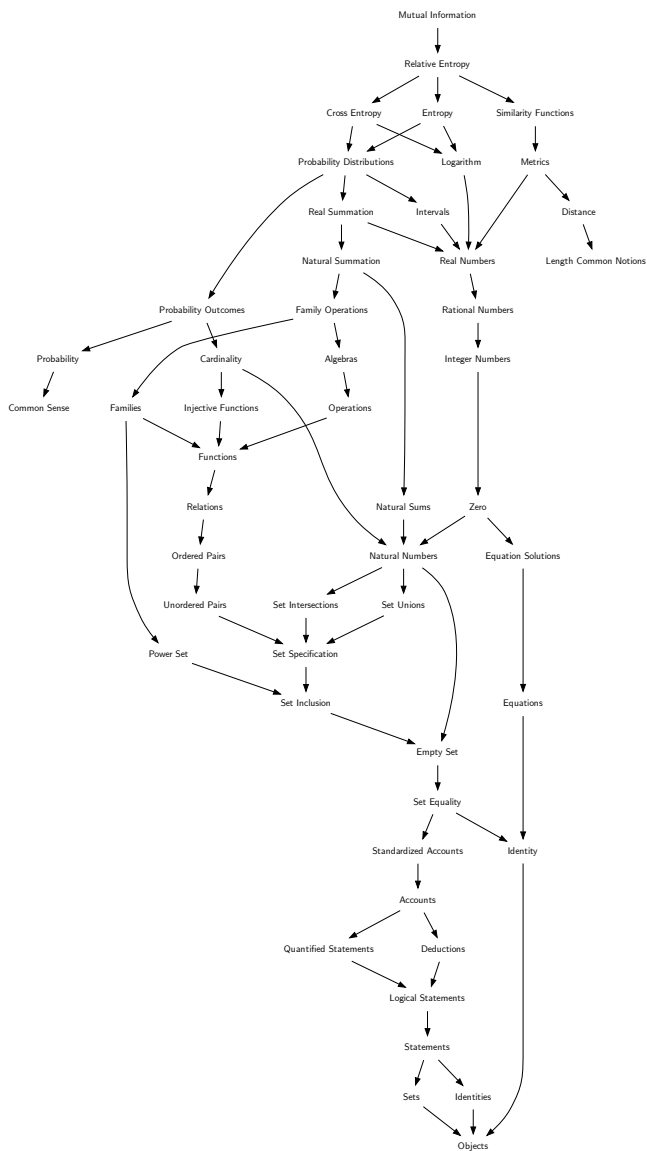 Mutual Information
Relative Entropy
Cross Entropy
Entropy
Similarity Functions
Probability Distributions
Logarithm
Metrics
Real Summation
Intervals
Distance
Natural Summation
Real Numbers
Length Common Notions
Probability Outcomes
Family Operations
Rational Numbers
Probability
Cardinality
Algebras
Integer Numbers
Common Sense
Families
Injective Functions
Operations
Functions
Relations
Natural Sums
Zero
Ordered Pairs
Natural Numbers
Equation Solutions
Unordered Pairs
Set Intersections
Set Unions
Power Set
Set Specification
Set Inclusion
Equations
Empty Set
Set Equality
Standardized Accounts
Identity
Accounts
Quantified Statements
Deductions
Logical Statements
Statements
Sets
Identities
Objects